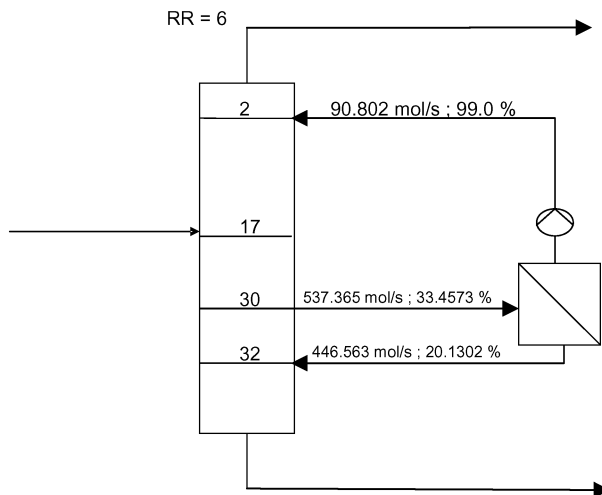 RR = 6
2
90.802 mol/s ; 99.0 %
17
30
537.365 mol/s ; 33.4573 %
32
446.563 mol/s ; 20.1302 %